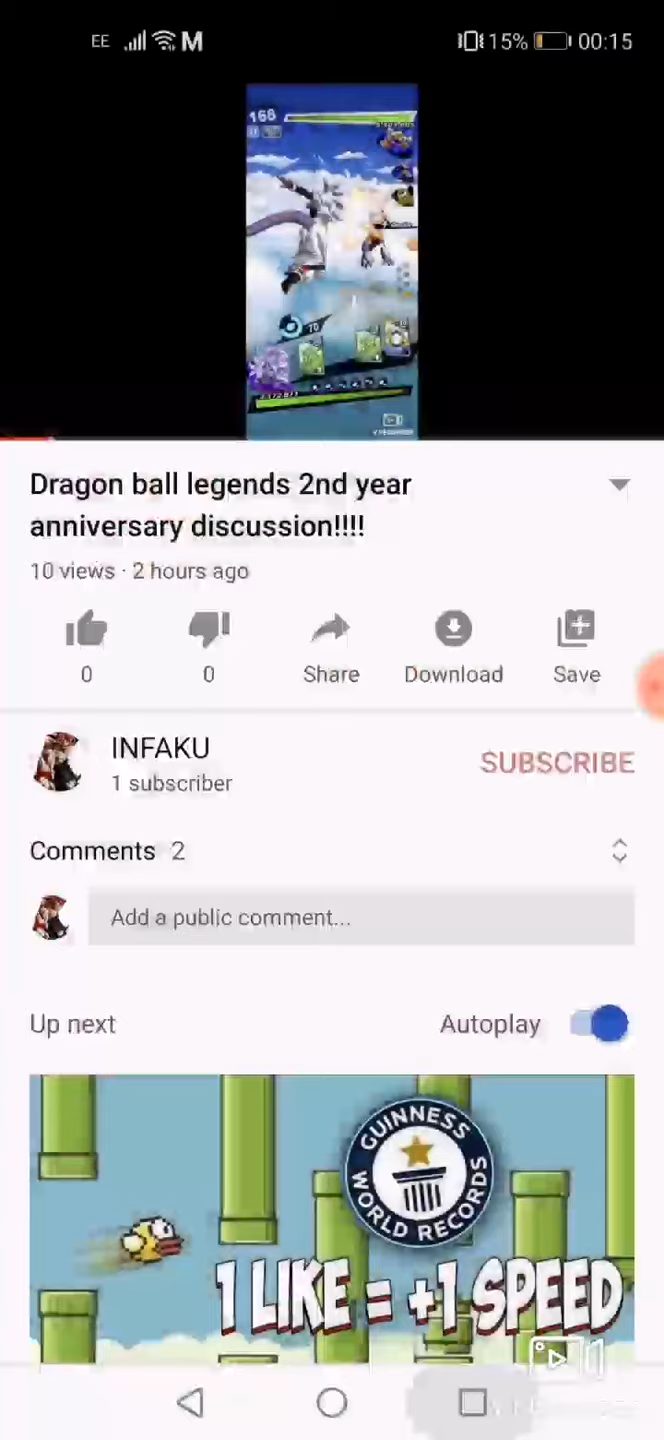 EE M 15% 00:15
168
70
Dragon ball legends 2nd year
anniversary discussion!!!!
10 views · 2 hours ago
0 0 Share Download Save
INFAKU
1 subscriber
SUBSCRIBE
Comments 2
Add a public comment...
Up next Autoplay
GUINNESS
WORLD RECORDS
1 LIKE = +1 SPEED